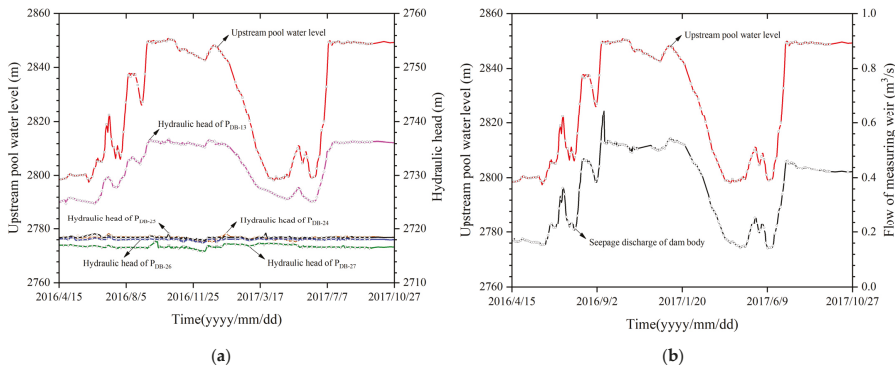 2860
2840
2820
2800
2780
2760
Upstream pool water level (m)
2760
2750
2740
2730
2720
2710
Hydraulic head (m)
Upstream pool water level
Hydraulic head of P_DB-13
Hydraulic head of P_DB-25
Hydraulic head of P_DB-24
Hydraulic head of P_DB-26
Hydraulic head of P_DB-27
2016/4/15 2016/8/5 2016/11/25 2017/3/17 2017/7/7 2017/10/27
Time(yyyy/mm/dd)
(a)
2860
2840
2820
2800
2780
2760
Upstream pool water level (m)
1.0
0.8
0.6
0.4
0.2
0.0
Flow of measuring weir (m³/s)
Upstream pool water level
Seepage discharge of dam body
2016/4/15 2016/9/2 2017/1/20 2017/6/9 2017/10/27
Time(yyyy/mm/dd)
(b)